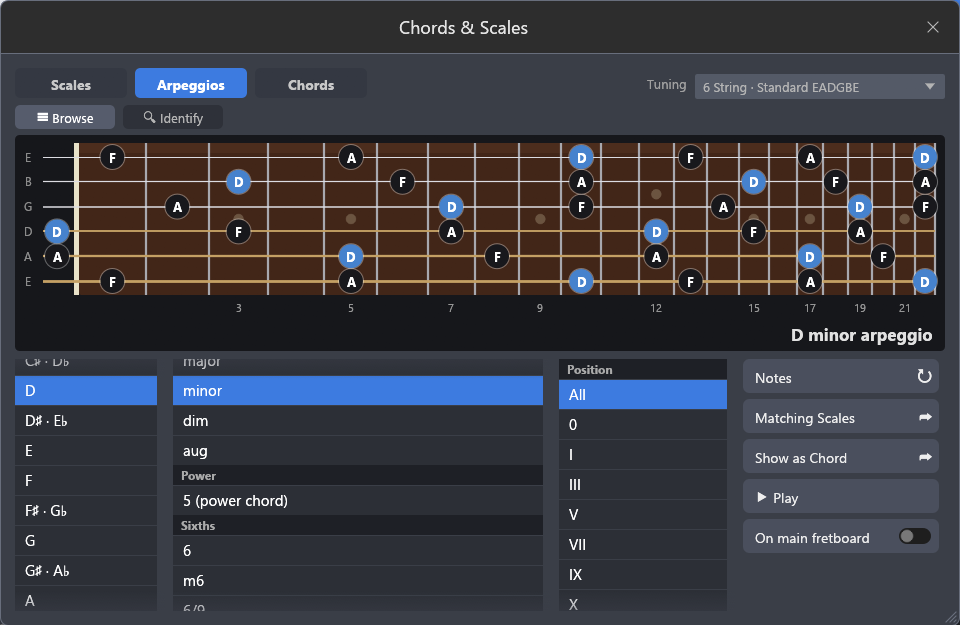 Chords & Scales
Scales Arpeggios Chords Tuning 6 String · Standard EADGBE
Browse Identify
E F A D F A D
B D F A D F A
G A D F A D F
D D F A D F A
A A D F A D F
E F A D F A D
3 5 7 9 12 15 17 19 21
D minor arpeggio
C♯ · D♭
D
D♯ · E♭
E
F
F♯ · G♭
G
G♯ · A♭
A
major
minor
dim
aug
Power
5 (power chord)
Sixths
6
m6
6/9
Position
All
0
I
III
V
VII
IX
X
Notes
Matching Scales
Show as Chord
Play
On main fretboard